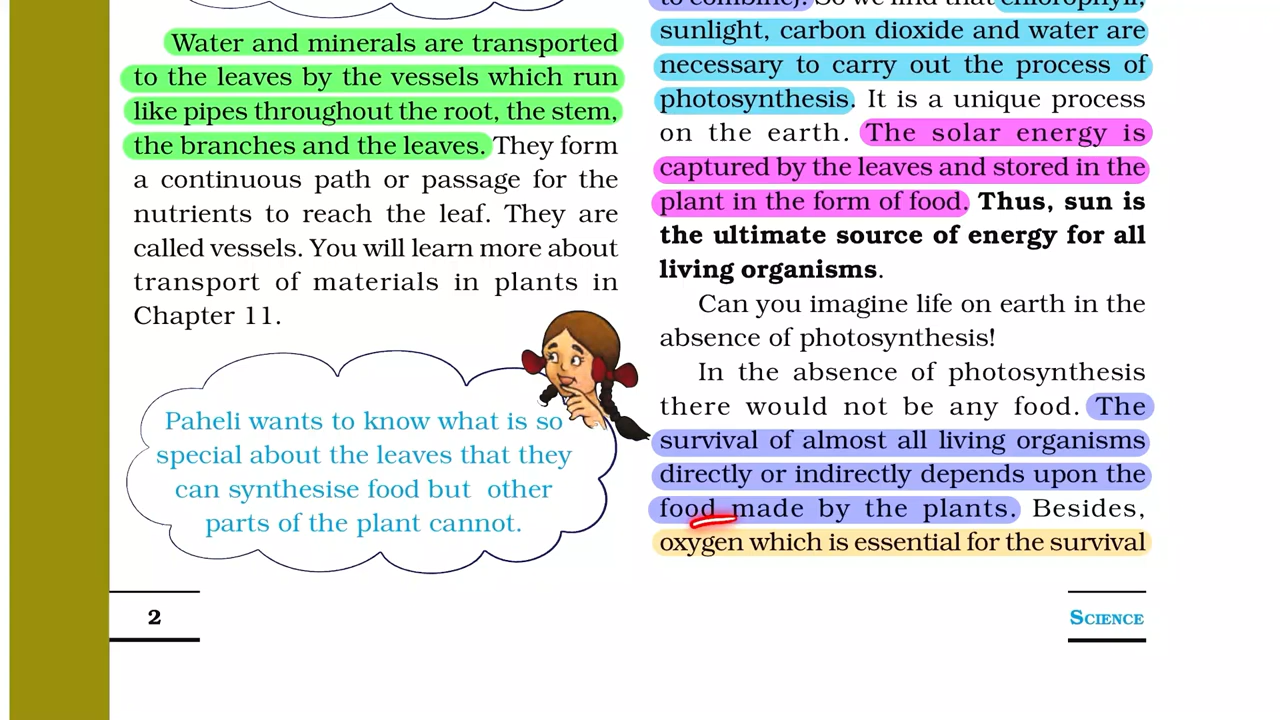 Water and minerals are transported
to the leaves by the vessels which run
like pipes throughout the root, the stem,
the branches and the leaves. They form
a continuous path or passage for the
nutrients to reach the leaf. They are
called vessels. You will learn more about
transport of materials in plants in
Chapter 11.
Paheli wants to know what is so
special about the leaves that they
can synthesise food but other
parts of the plant cannot.
to combine). So we find that chlorophyll,
sunlight, carbon dioxide and water are
necessary to carry out the process of
photosynthesis. It is a unique process
on the earth. The solar energy is
captured by the leaves and stored in the
plant in the form of food. Thus, sun is
the ultimate source of energy for all
living organisms.
Can you imagine life on earth in the
absence of photosynthesis!
In the absence of photosynthesis
there would not be any food. The
survival of almost all living organisms
directly or indirectly depends upon the
food made by the plants. Besides,
oxygen which is essential for the survival
2
SCIENCE